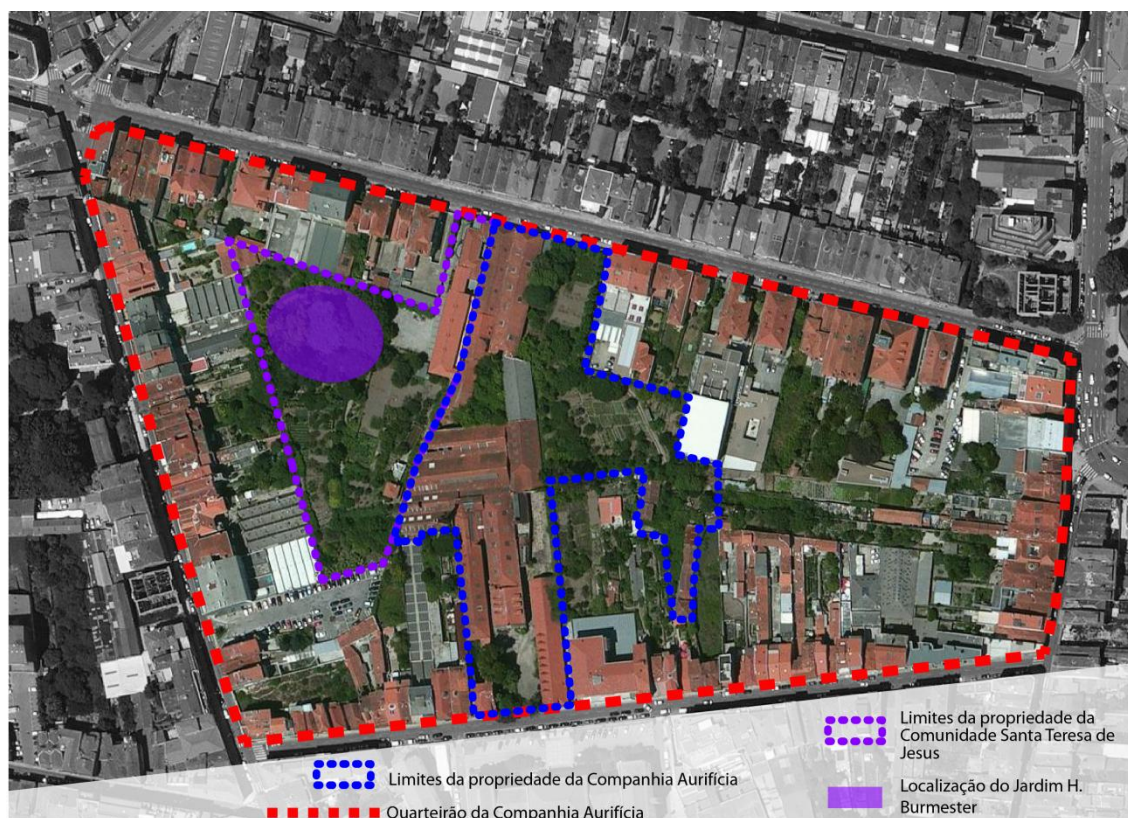 Limites da propriedade da Companhia Aurifícia
Quarteirão da Companhia Aurifícia
Limites da propriedade da
Comunidade Santa Teresa de
Jesus
Localização do Jardim H.
Burmester